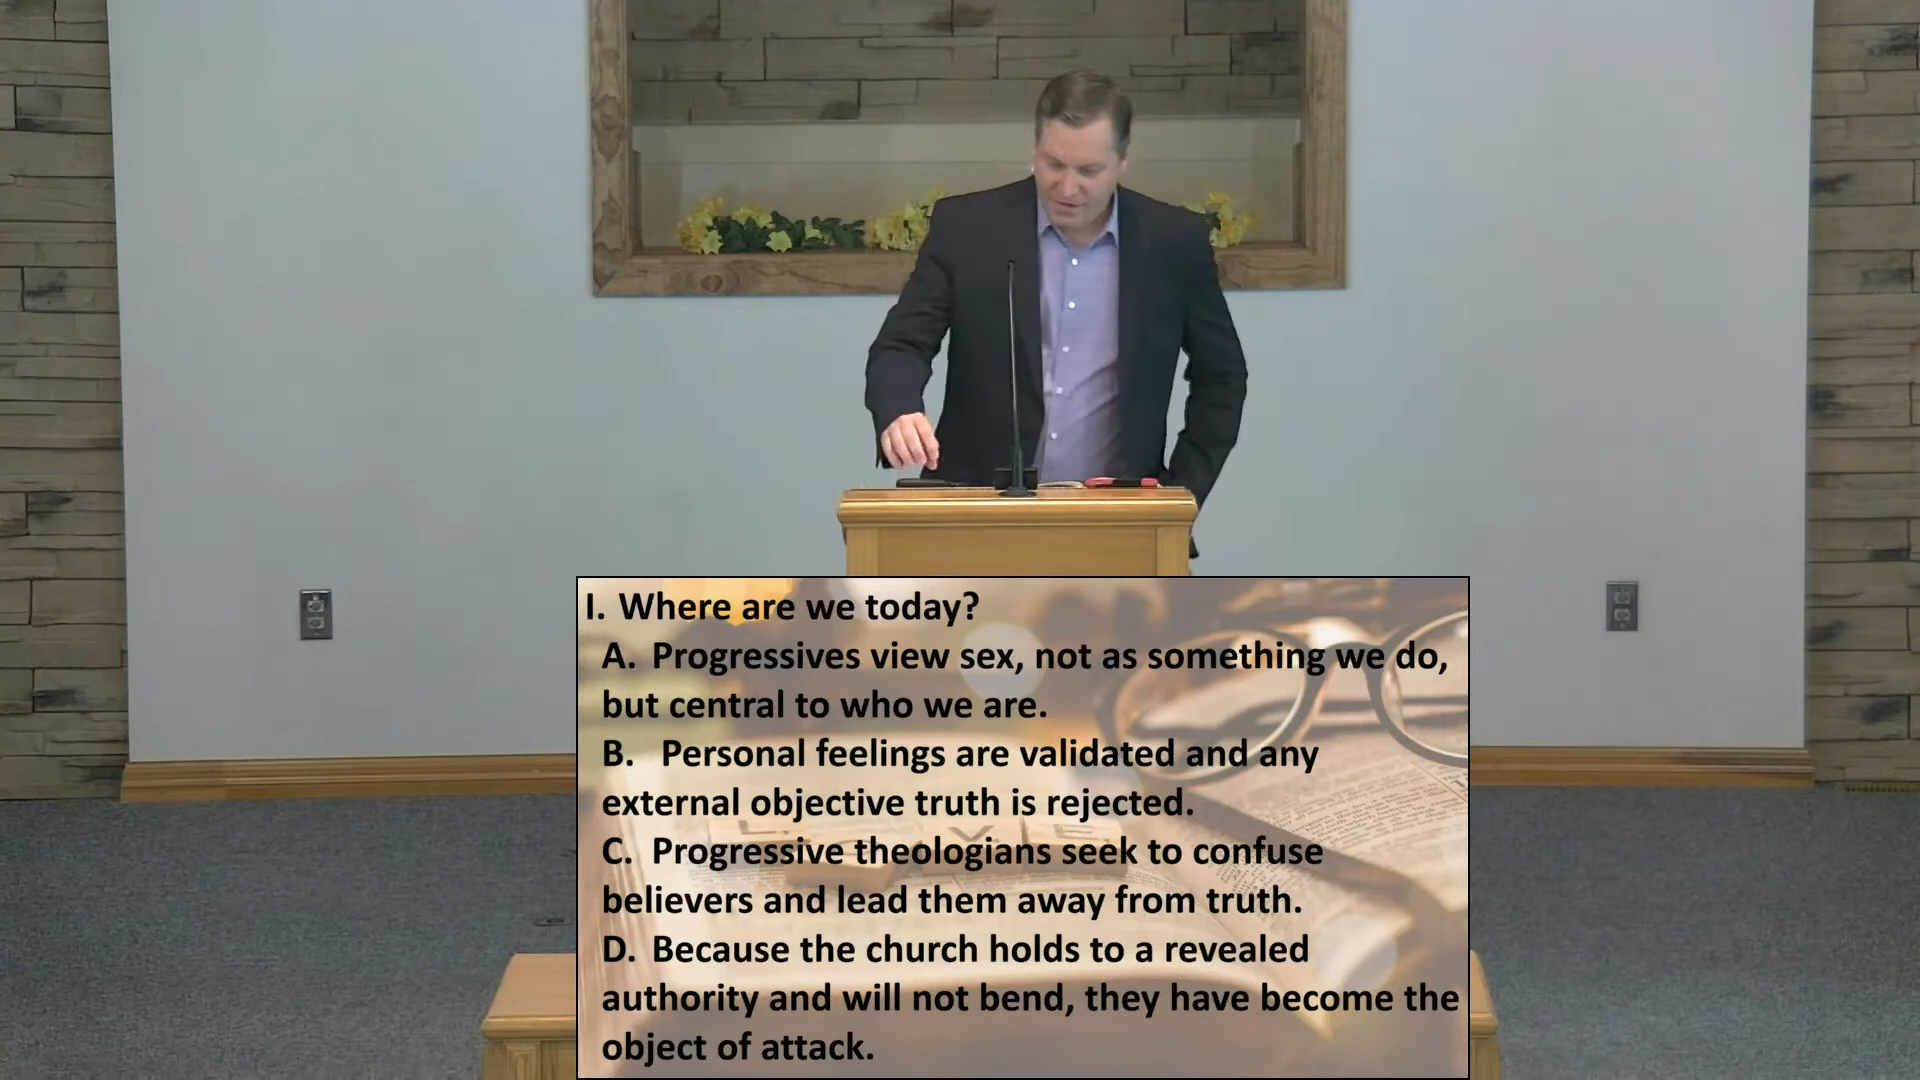 I. Where are we today?
A. Progressives view sex, not as something we do,
but central to who we are.
B. Personal feelings are validated and any
external objective truth is rejected.
C. Progressive theologians seek to confuse
believers and lead them away from truth.
D. Because the church holds to a revealed
authority and will not bend, they have become the
object of attack.